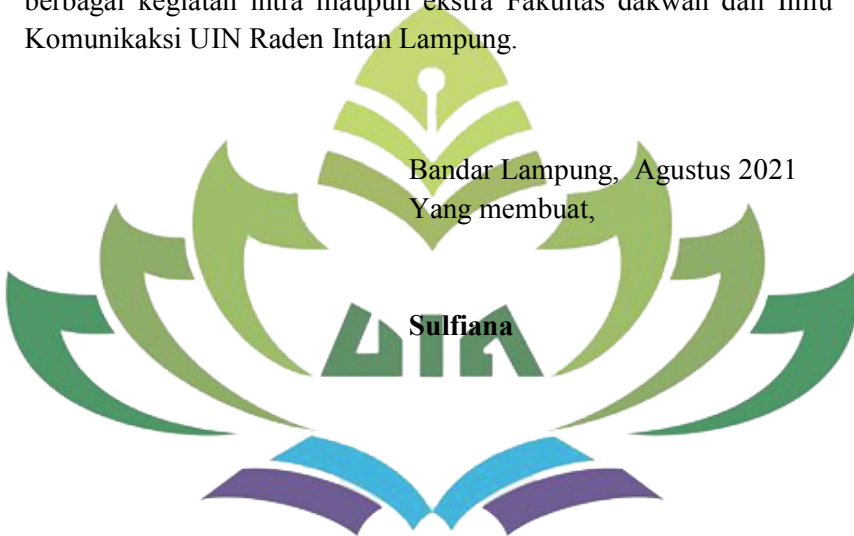 berbagai kegiatan intra maupun ekstra Fakultas dakwah dan Ilmu
Komunikaksi UIN Raden Intan Lampung.
Bandar Lampung, Agustus 2021
Yang membuat,
Sulfiana
UIN